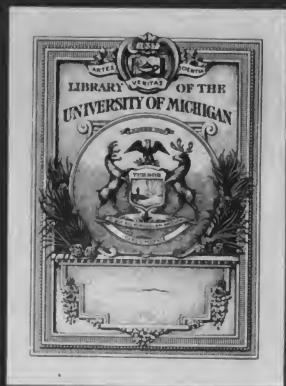 ARTES SCIENTIA
VERITAS
LIBRARY OF THE
UNIVERSITY OF MICHIGAN
TUEBOR